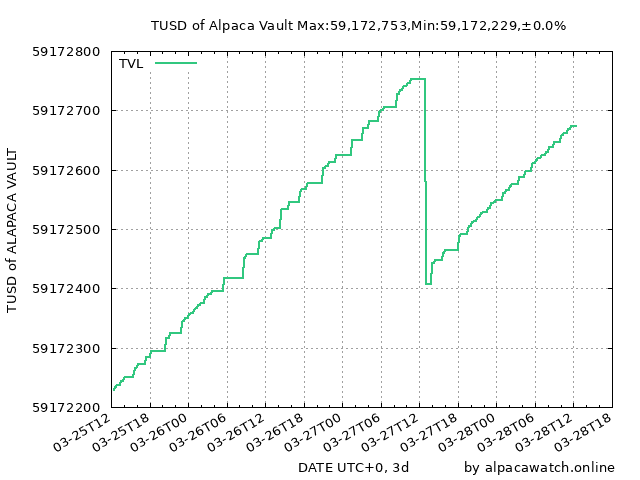 TUSD of Alpaca Vault Max:59,172,753,Min:59,172,229,±0.0%
TVL
TUSD of ALAPACA VAULT
59172800
59172700
59172600
59172500
59172400
59172300
59172200
03-25T12
03-25T18
03-26T00
03-26T06
03-26T12
03-26T18
03-27T00
03-27T06
03-27T12
03-27T18
03-28T00
03-28T06
03-28T12
03-28T18
DATE UTC+0, 3d
by alpacawatch.online